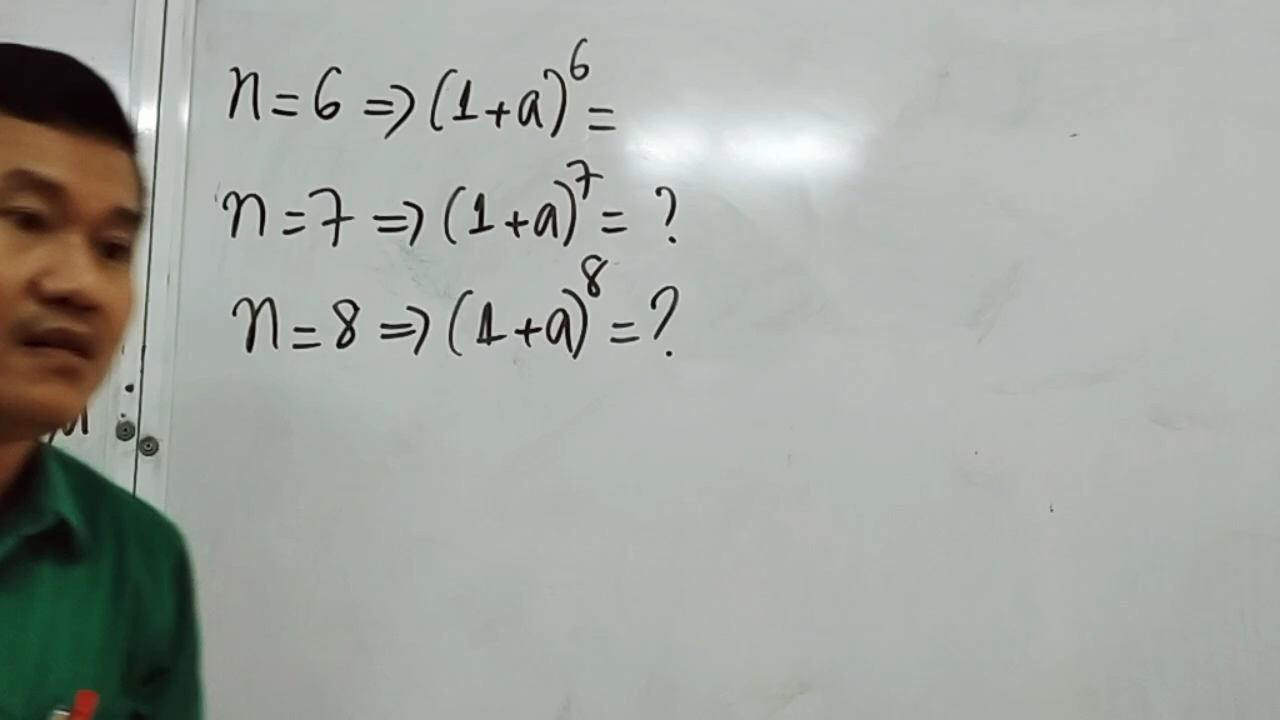 n = 6 => (1+a)^6 =
n = 7 => (1+a)^7 = ?
n = 8 => (1+a)^8 = ?